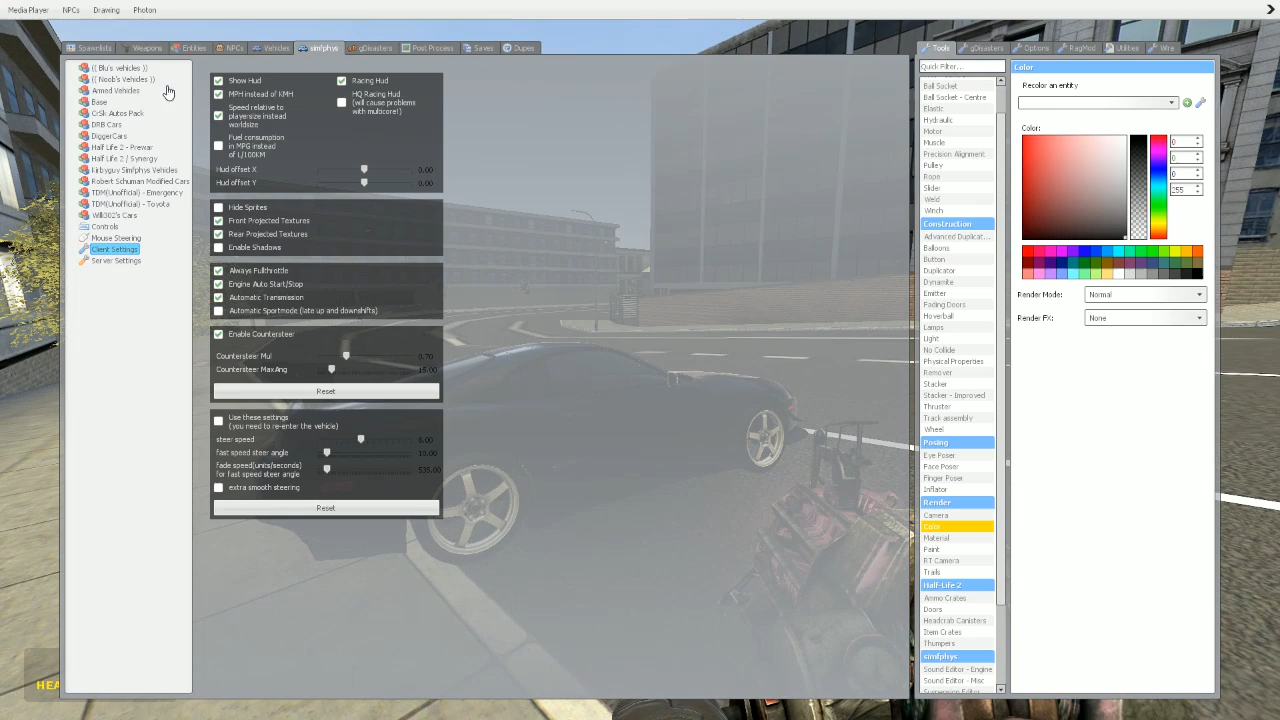 Media Player NPCs Drawing Photon
Spawnlists Weapons Entities NPCs Vehicles simfphys gDisasters Post Process Saves Dupes
Tools gDisasters Options RagMod Utilities Wire
(( Blu's vehicles ))
(( Noob's Vehicles ))
Armed Vehicles
Base
CrSk Autos Pack
DRB Cars
DiggerCars
Half Life 2 - Prewar
Half Life 2 / Synergy
Kirbygus Simfphys Vehicles
Robert Schuman Modified Cars
TDM(Unofficial) - Emergency
TDM(Unofficial) - Toyota
Willi302's Cars
Controls
Mouse Steering
Client Settings
Server Settings
Show Hud
Racing Hud
MPH instead of KMH
HQ Racing Hud
(will cause problems
with multicore!)
Speed relative to
playersize instead
worldsize
Fuel consumption
in MPG instead
of L/100KM
Hud offset X 0.00
Hud offset Y 0.00
Hide Sprites
Front Projected Textures
Rear Projected Textures
Enable Shadows
Always Fullthrottle
Engine Auto Start/Stop
Automatic Transmission
Automatic Sportmode (late up and downshifts)
Enable Countersteer
Countersteer Mul 0.70
Countersteer MaxAng 15.00
Reset
Use these settings
(you need to re-enter the vehicle)
steer speed 8.00
fast speed steer angle 10.00
fade speed(units/seconds)
for fast speed steer angle 535.00
extra smooth steering
Reset
Quick Filter...
Ball Socket
Ball Socket - Centre
Elastic
Hydraulic
Motor
Muscle
Precision Alignment
Pulley
Rope
Slider
Weld
Winch
Construction
Advanced Duplicat...
Balloons
Button
Duplicator
Dynamite
Emitter
Fading Doors
Hoverball
Lamps
Light
No Collide
Physical Properties
Remover
Stacker
Stacker - Improved
Thruster
Track assembly
Wheel
Posing
Eye Poser
Face Poser
Finger Poser
Inflator
Render
Camera
Color
Material
Paint
RT Camera
Trails
Half-Life 2
Ammo Crates
Doors
Headcrab Canisters
Item Crates
Thumpers
simfphys
Sound Editor - Engine
Sound Editor - Misc
Suspension Editor
Color
Recolor an entity
Color:
0
0
0
255
Render Mode: Normal
Render FX: None
HEA